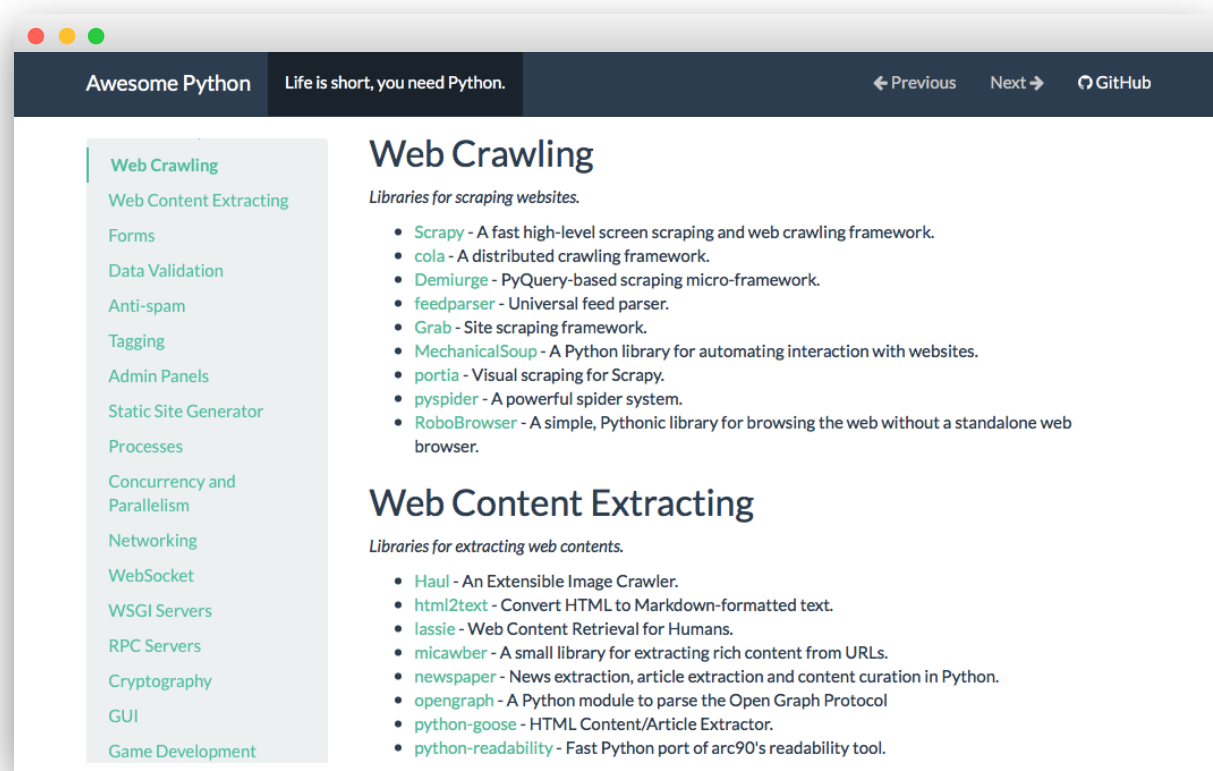 Awesome Python
Life is short, you need Python.
Previous
Next
GitHub
Web Crawling
Web Content Extracting
Forms
Data Validation
Anti-spam
Tagging
Admin Panels
Static Site Generator
Processes
Concurrency and
Parallelism
Networking
WebSocket
WSGI Servers
RPC Servers
Cryptography
GUI
Game Development
Web Crawling
Libraries for scraping websites.
Scrapy - A fast high-level screen scraping and web crawling framework.
cola - A distributed crawling framework.
Demiurge - PyQuery-based scraping micro-framework.
feedparser - Universal feed parser.
Grab - Site scraping framework.
MechanicalSoup - A Python library for automating interaction with websites.
portia - Visual scraping for Scrapy.
pyspider - A powerful spider system.
RoboBrowser - A simple, Pythonic library for browsing the web without a standalone web
browser.
Web Content Extracting
Libraries for extracting web contents.
Haul - An Extensible Image Crawler.
html2text - Convert HTML to Markdown-formatted text.
lassie - Web Content Retrieval for Humans.
micawber - A small library for extracting rich content from URLs.
newspaper - News extraction, article extraction and content curation in Python.
opengraph - A Python module to parse the Open Graph Protocol
python-goose - HTML Content/Article Extractor.
python-readability - Fast Python port of arc90's readability tool.